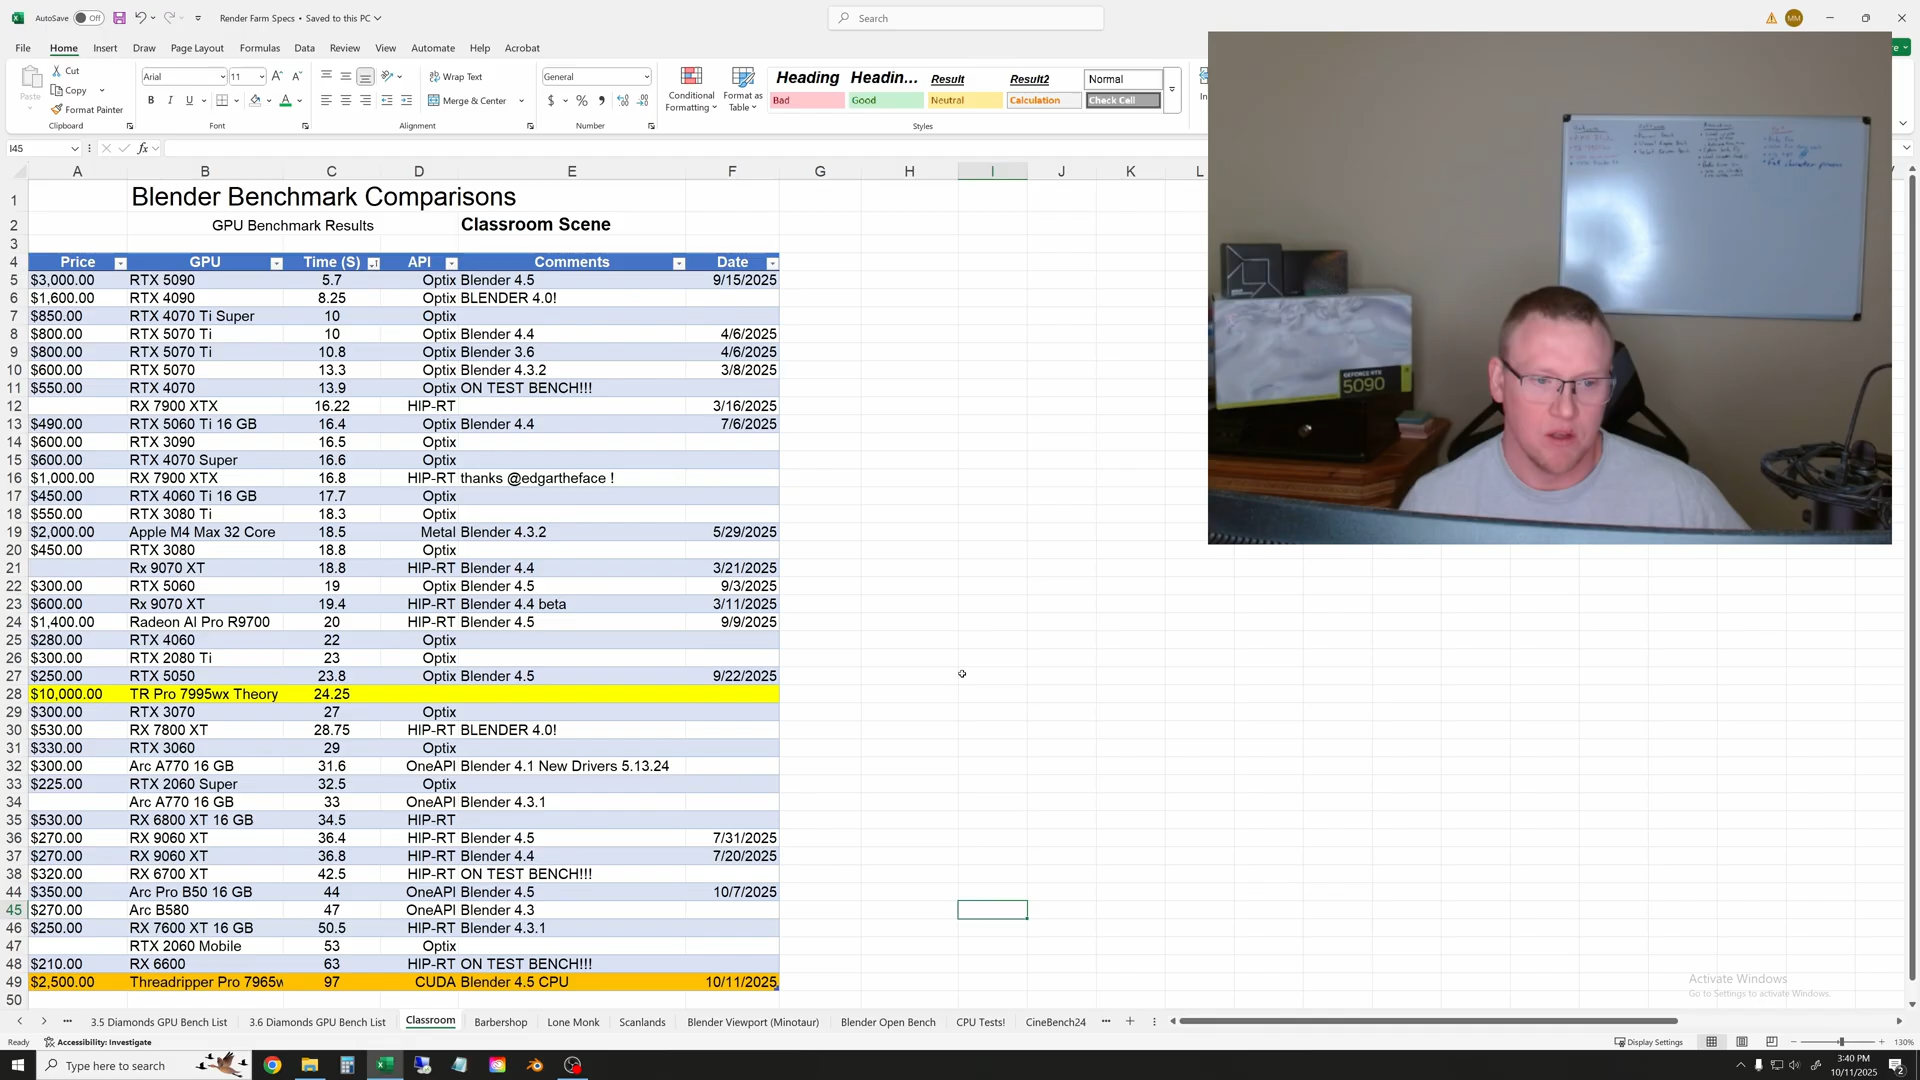 AutoSave Off Render Farm Specs • Saved to this PC Search MM
File Home Insert Draw Page Layout Formulas Data Review View Automate Help Acrobat
Paste Cut Copy Format Painter Clipboard
Arial 11 B I U A Font
Wrap Text Merge & Center Alignment
General $ % Number
Conditional Formatting Format as Table
Heading Headin... Result Result2 Normal
Bad Good Neutral Calculation Check Cell
Styles
I45 fx
A B C D E F G H I J K L
1 Blender Benchmark Comparisons
2 GPU Benchmark Results Classroom Scene
3
4 Price GPU Time (S) API Comments Date
5 $3,000.00 RTX 5090 5.7 Optix Blender 4.5 9/15/2025
6 $1,600.00 RTX 4090 8.25 Optix BLENDER 4.0!
7 $850.00 RTX 4070 Ti Super 10 Optix
8 $800.00 RTX 5070 Ti 10 Optix Blender 4.4 4/6/2025
9 $800.00 RTX 5070 Ti 10.8 Optix Blender 3.6 4/6/2025
10 $600.00 RTX 5070 13.3 Optix Blender 4.3.2 3/8/2025
11 $550.00 RTX 4070 13.9 Optix ON TEST BENCH!!!
12 RX 7900 XTX 16.22 HIP-RT 3/16/2025
13 $490.00 RTX 5060 Ti 16 GB 16.4 Optix Blender 4.4 7/6/2025
14 $600.00 RTX 3090 16.5 Optix
15 $600.00 RTX 4070 Super 16.6 Optix
16 $1,000.00 RX 7900 XTX 16.8 HIP-RT thanks @edgartheface !
17 $450.00 RTX 4060 Ti 16 GB 17.7 Optix
18 $550.00 RTX 3080 Ti 18.3 Optix
19 $2,000.00 Apple M4 Max 32 Core 18.5 Metal Blender 4.3.2 5/29/2025
20 $450.00 RTX 3080 18.8 Optix
21 Rx 9070 XT 18.8 HIP-RT Blender 4.4 3/21/2025
22 $300.00 RTX 5060 19 Optix Blender 4.5 9/3/2025
23 $600.00 Rx 9070 XT 19.4 HIP-RT Blender 4.4 beta 3/11/2025
24 $1,400.00 Radeon AI Pro R9700 20 HIP-RT Blender 4.5 9/9/2025
25 $280.00 RTX 4060 22 Optix
26 $300.00 RTX 2080 Ti 23 Optix
27 $250.00 RTX 5050 23.8 Optix Blender 4.5 9/22/2025
28 $10,000.00 TR Pro 7995wx Theory 24.25
29 $300.00 RTX 3070 27 Optix
30 $530.00 RX 7800 XT 28.75 HIP-RT BLENDER 4.0!
31 $330.00 RTX 3060 29 Optix
32 $300.00 Arc A770 16 GB 31.6 OneAPI Blender 4.1 New Drivers 5.13.24
33 $225.00 RTX 2060 Super 32.5 Optix
34 Arc A770 16 GB 33 OneAPI Blender 4.3.1
35 $530.00 RX 6800 XT 16 GB 34.5 HIP-RT
36 $270.00 RX 9060 XT 36.4 HIP-RT Blender 4.5 7/31/2025
37 $270.00 RX 9060 XT 36.8 HIP-RT Blender 4.4 7/20/2025
38 $320.00 RX 6700 XT 42.5 HIP-RT ON TEST BENCH!!!
44 $350.00 Arc Pro B50 16 GB 44 OneAPI Blender 4.5 10/7/2025
45 $270.00 Arc B580 47 OneAPI Blender 4.3
46 $250.00 RX 7600 XT 16 GB 50.5 HIP-RT Blender 4.3.1
47 RTX 2060 Mobile 53 Optix
48 $210.00 RX 6600 63 HIP-RT ON TEST BENCH!!!
49 $2,500.00 Threadripper Pro 7965w 97 CUDA Blender 4.5 CPU 10/11/2025
50
GEFORCE RTX
5090
Activate Windows
Go to Settings to activate Windows.
3.5 Diamonds GPU Bench List 3.6 Diamonds GPU Bench List Classroom Barbershop Lone Monk Scanlands Blender Viewport (Minotaur) Blender Open Bench CPU Tests! CineBench24
Ready Accessibility: Investigate Display Settings 130%
Type here to search 3:40 PM
10/11/2025 2